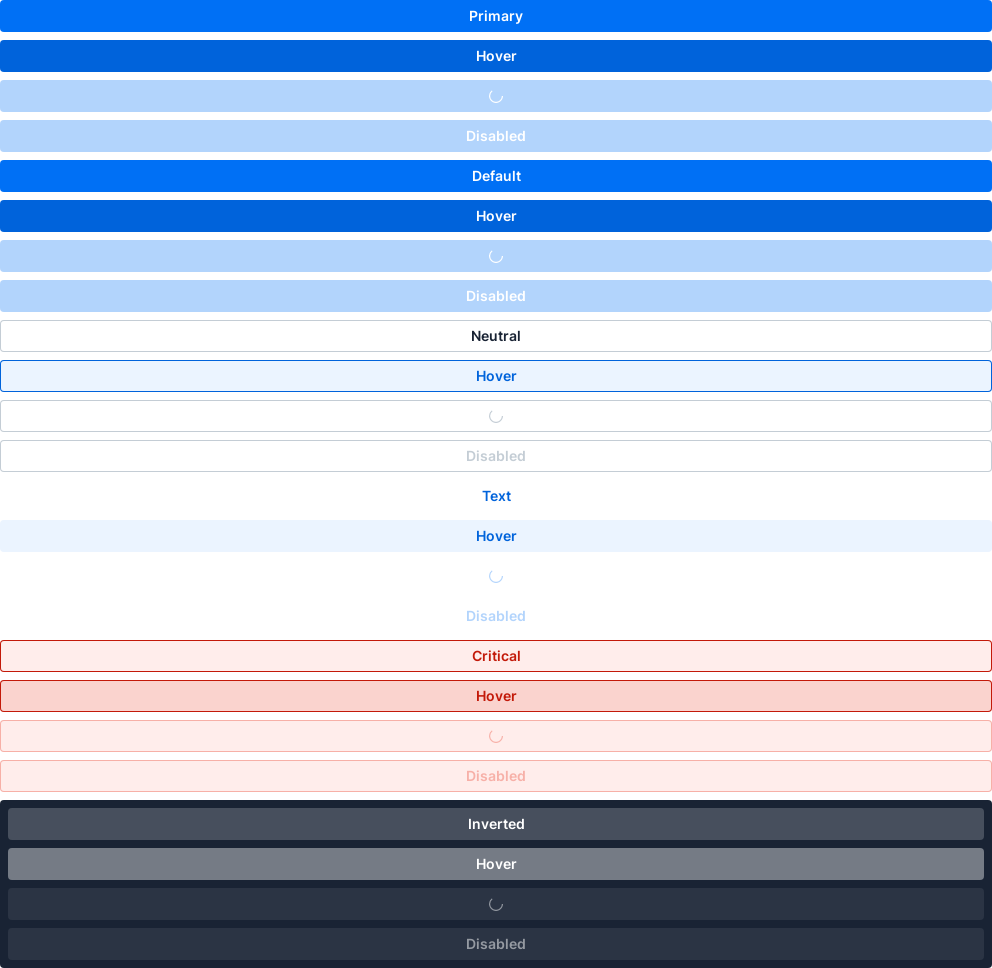 Primary
Hover
Disabled
Default
Hover
Disabled
Neutral
Hover
Disabled
Text
Hover
Disabled
Critical
Hover
Disabled
Inverted
Hover
Disabled